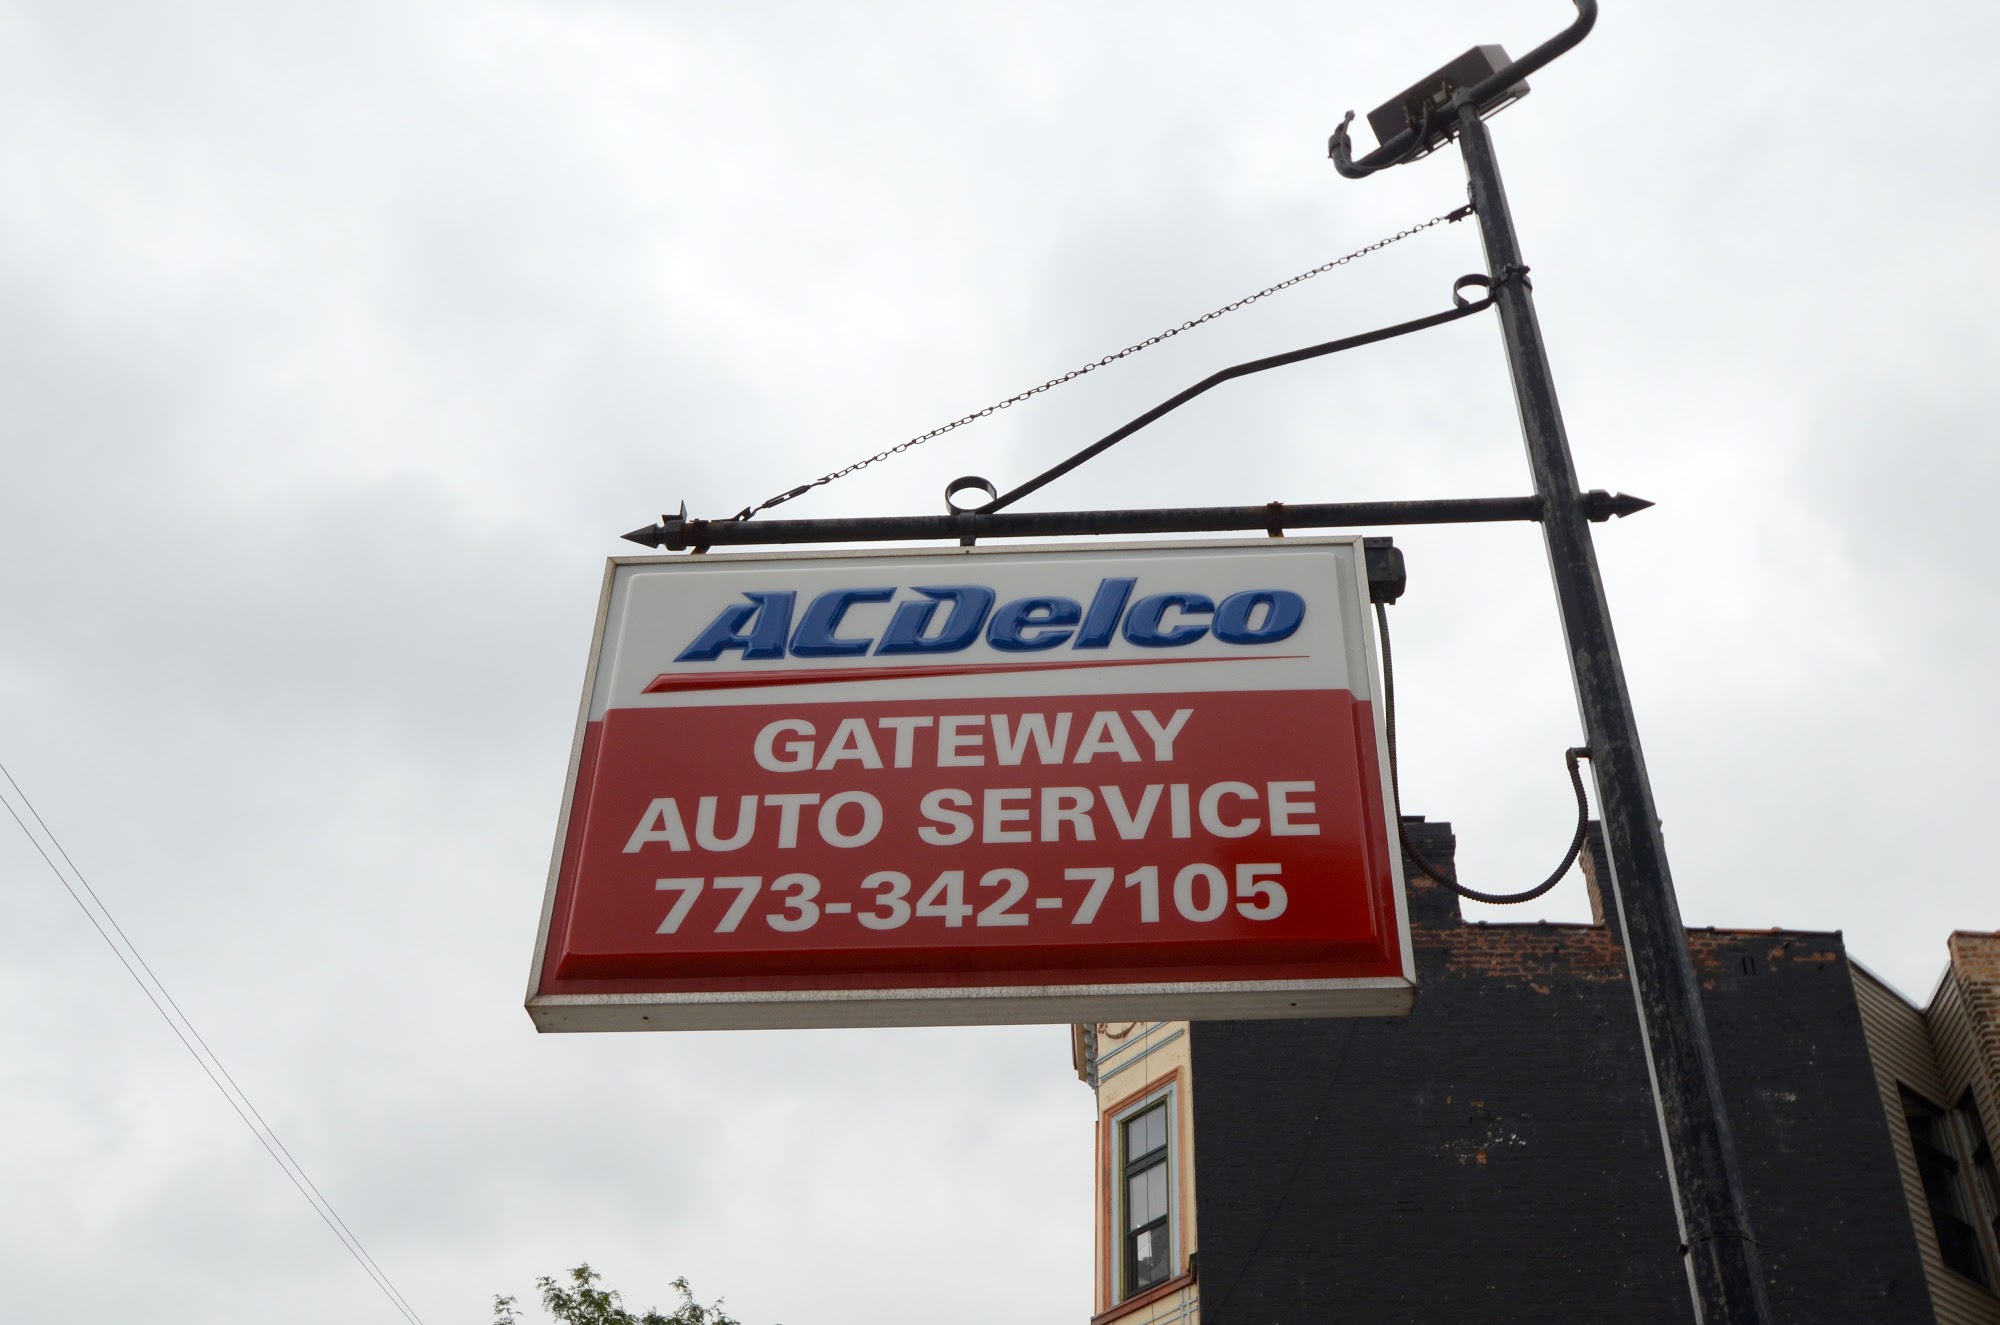 ACDelco
GATEWAY
AUTO SERVICE
773-342-7105